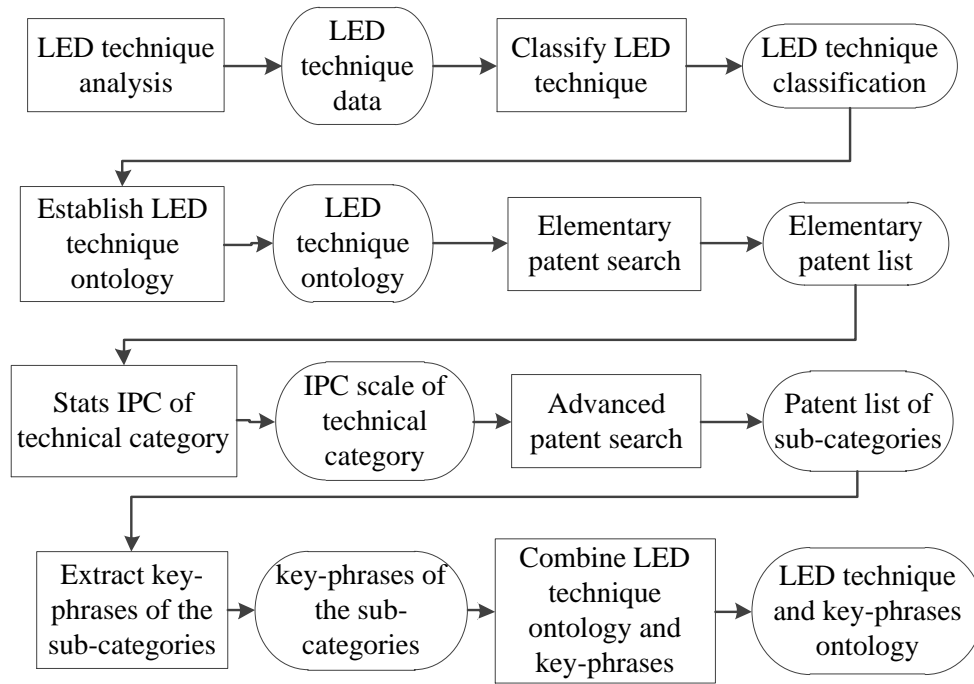 LED technique
analysis
LED
technique
data
Classify LED
technique
LED technique
classification
Establish LED
technique
ontology
LED
technique
ontology
Elementary
patent search
Elementary
patent list
Stats IPC of
technical category
IPC scale of
technical
category
Advanced
patent search
Patent list of
sub-categories
Extract key-
phrases of the
sub-categories
key-phrases of
the sub-
categories
Combine LED
technique
ontology and
key-phrases
LED technique
and key-phrases
ontology